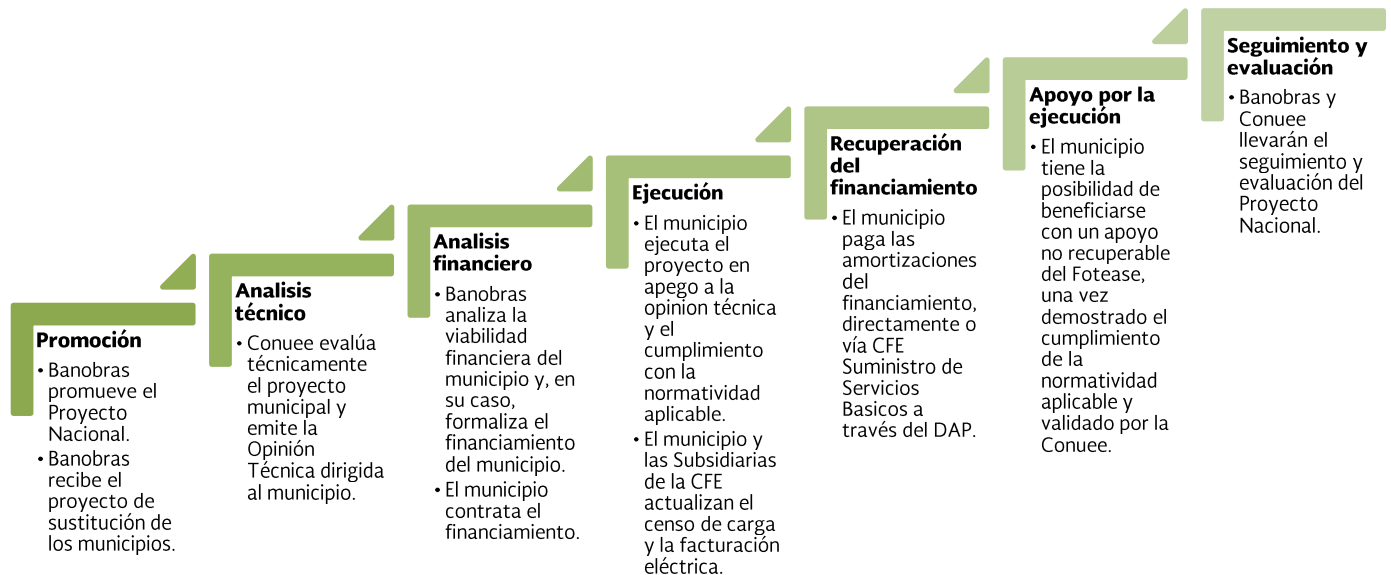 Promoción
• Banobras
promueve el
Proyecto
Nacional.
• Banobras
recibe el
proyecto de
sustitución de
los municipios.
Analisis
técnico
• Conuee evalúa
técnicamente
el proyecto
municipal y
emite la
Opinión
Técnica dirigida
al municipio.
Analisis
financiero
• Banobras
analiza la
viabilidad
financiera del
municipio y, en
su caso,
formaliza el
financiamiento
del municipio.
• El municipio
contrata el
financiamiento.
Ejecución
• El municipio
ejecuta el
proyecto en
apego a la
opinion técnica
y el
cumplimiento
con la
normatividad
aplicable.
• El municipio y
las Subsidiarias
de la CFE
actualizan el
censo de carga
y la facturación
eléctrica.
Recuperación
del
financiamiento
• El municipio
paga las
amortizaciones
del
financiamiento,
directamente o
vía CFE
Suministro de
Servicios
Basicos a
través del DAP.
Apoyo por la
ejecución
• El municipio
tiene la
posibilidad de
beneficiarse
con un apoyo
no recuperable
del Fotease,
una vez
demostrado el
cumplimiento
de la
normatividad
aplicable y
validado por la
Conuee.
Seguimiento y
evaluación
• Banobras y
Conuee
llevarán el
seguimiento y
evaluación del
Proyecto
Nacional.